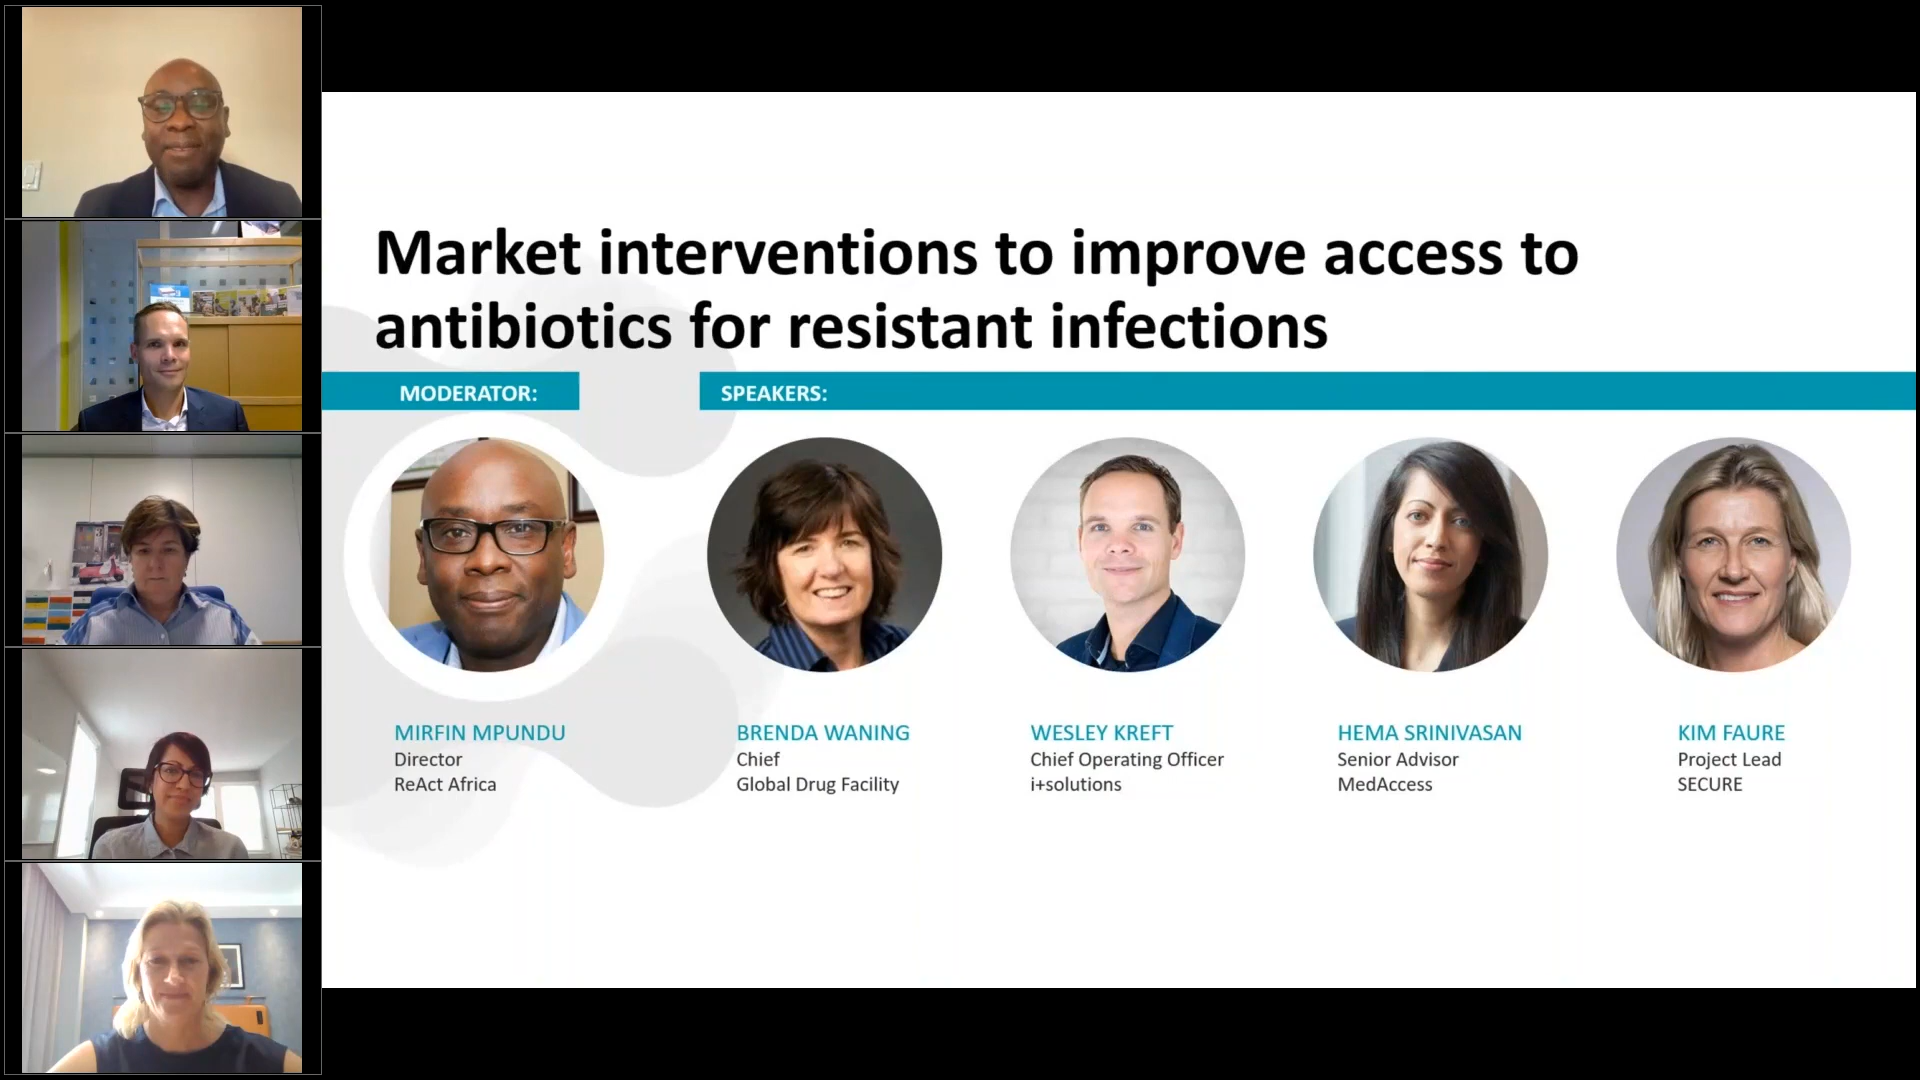 Market interventions to improve access to
antibiotics for resistant infections
MODERATOR:
SPEAKERS:
MIRFIN MPUNDU
Director
ReAct Africa
BRENDA WANING
Chief
Global Drug Facility
WESLEY KREFT
Chief Operating Officer
i+solutions
HEMA SRINIVASAN
Senior Advisor
MedAccess
KIM FAURE
Project Lead
SECURE